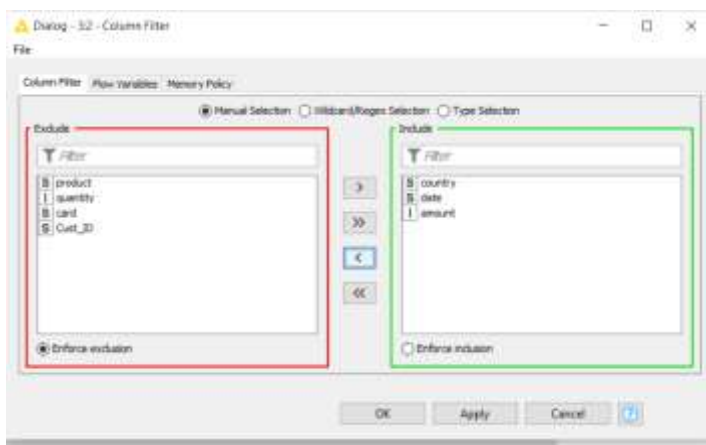 Dialog - 3:2 - Column Filter
File
Column Filter Flow Variables Memory Policy
Manual Selection Wildcard/Regex Selection Type Selection
Exclude
Filter
S product
I quantity
S card
S Cust_ID
Enforce exclusion
>
>>
<
<<
Include
Filter
S country
S date
I amount
Enforce inclusion
OK Apply Cancel ?